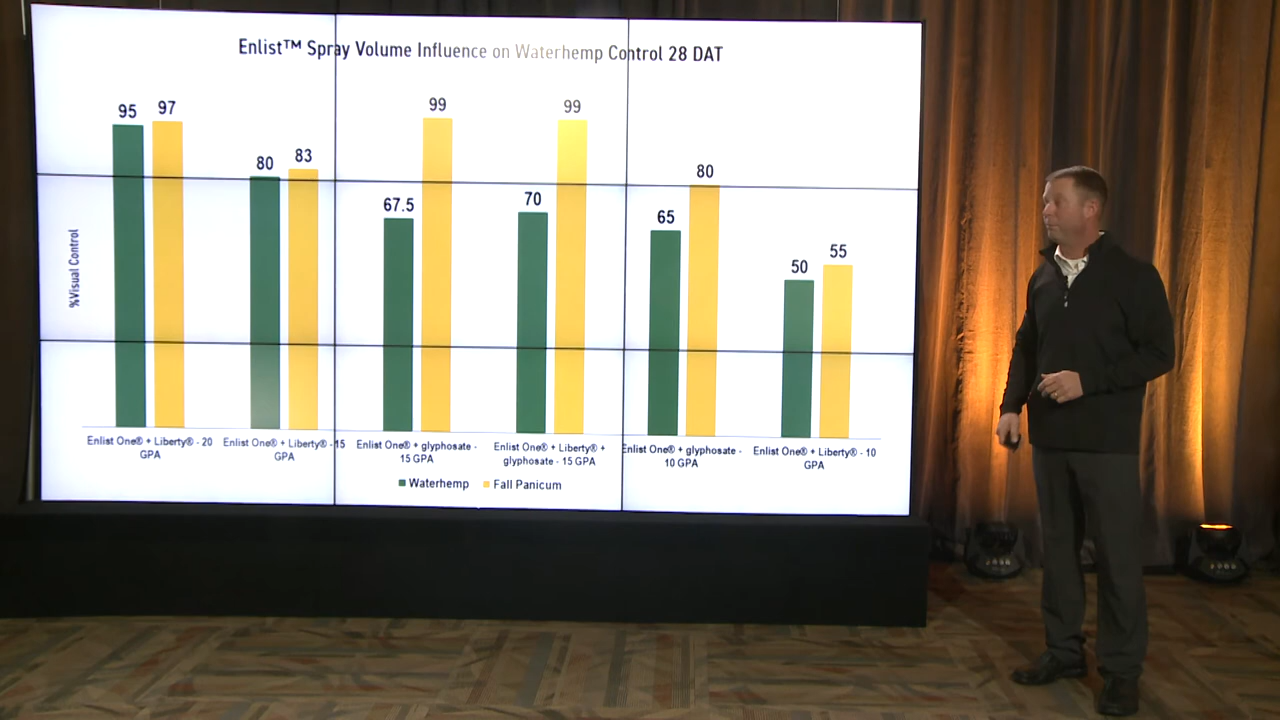 Enlist™ Spray Volume Influence on Waterhemp Control 28 DAT
95
97
80
83
67.5
99
70
99
65
80
50
55
%Visual Control
Enlist One® + Liberty® - 20
GPA
Enlist One® + Liberty® - 15
GPA
Enlist One® + glyphosate -
15 GPA
Enlist One® + Liberty® +
glyphosate - 15 GPA
Enlist One® + glyphosate -
10 GPA
Enlist One® + Liberty® - 10
GPA
Waterhemp
Fall Panicum